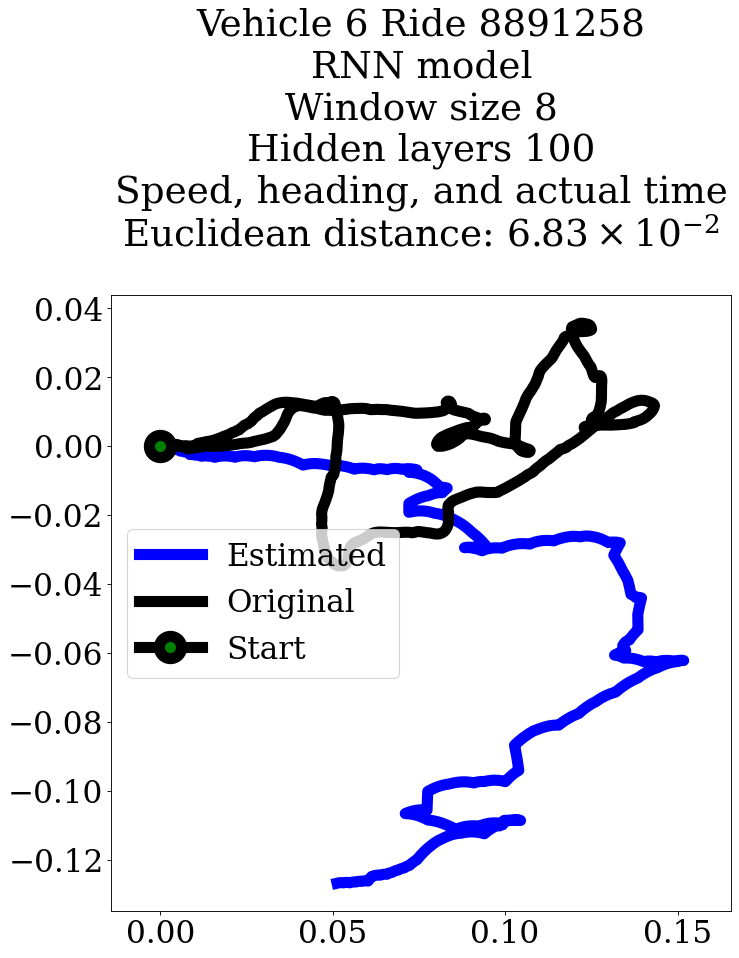 Vehicle 6 Ride 8891258
RNN model
Window size 8
Hidden layers 100
Speed, heading, and actual time
Euclidean distance: 6.83 × 10⁻²
0.04
0.02
0.00
−0.02
−0.04
−0.06
−0.08
−0.10
−0.12
Estimated
Original
Start
0.00 0.05 0.10 0.15